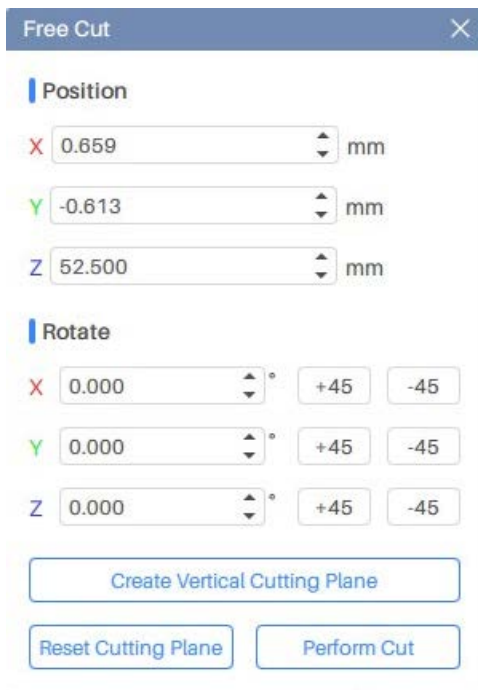 Free Cut
Position
X 0.659 mm
Y -0.613 mm
Z 52.500 mm
Rotate
X 0.000 ° +45 -45
Y 0.000 ° +45 -45
Z 0.000 ° +45 -45
Create Vertical Cutting Plane
Reset Cutting Plane Perform Cut